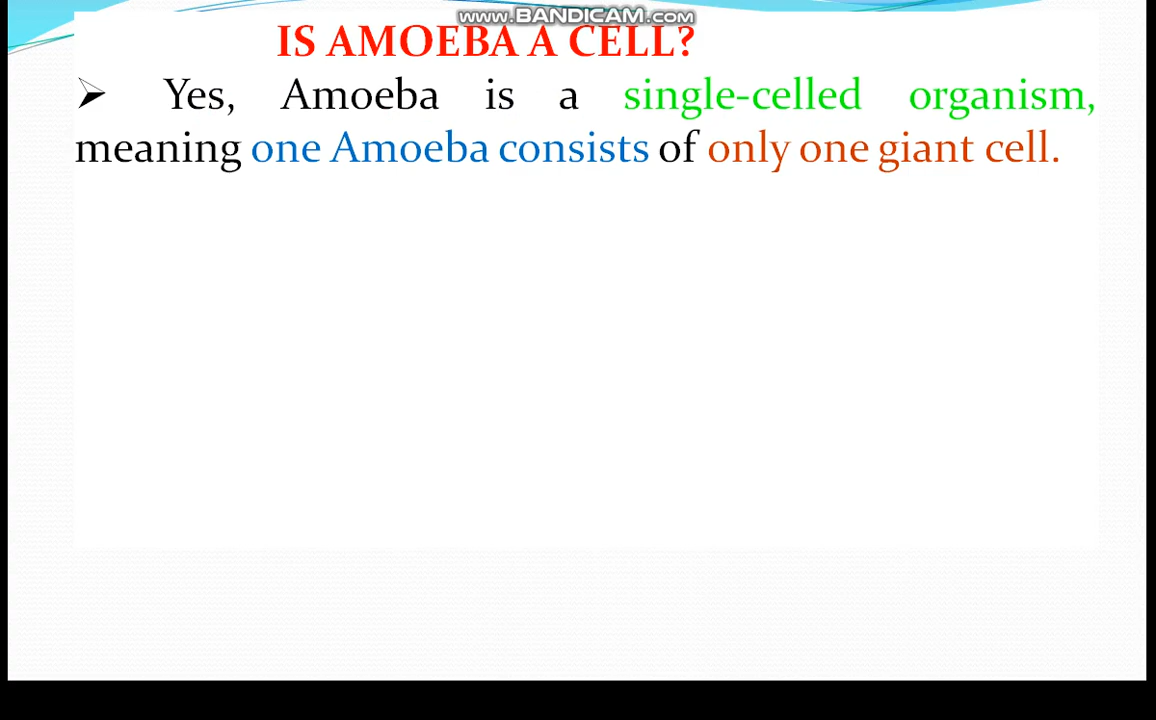 www.BANDICAM.com
IS AMOEBA A CELL?
➢ Yes, Amoeba is a single-celled organism,
meaning one Amoeba consists of only one giant cell.